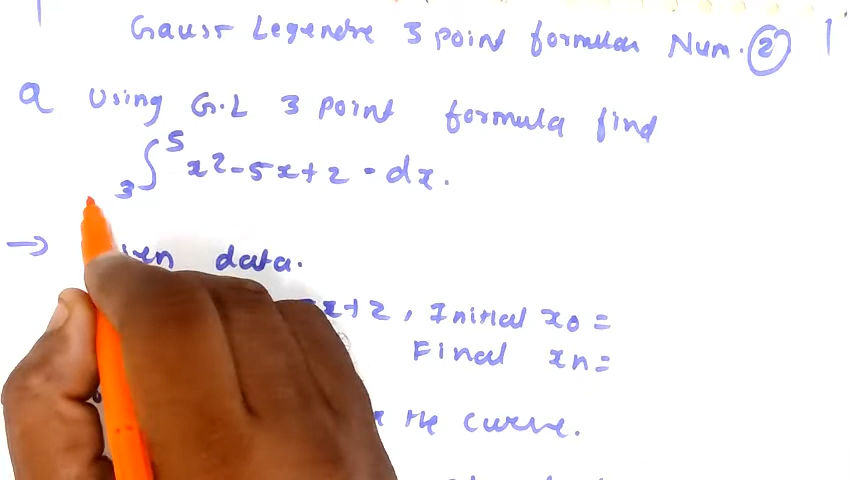 Gauss Legendre 3 point formulas Num. 2
Q Using G.L 3 point formula find
3∫5 x2-5x+2 - dx.
→ data.
x+2, Initial x0 =
Final xn=
the curve.